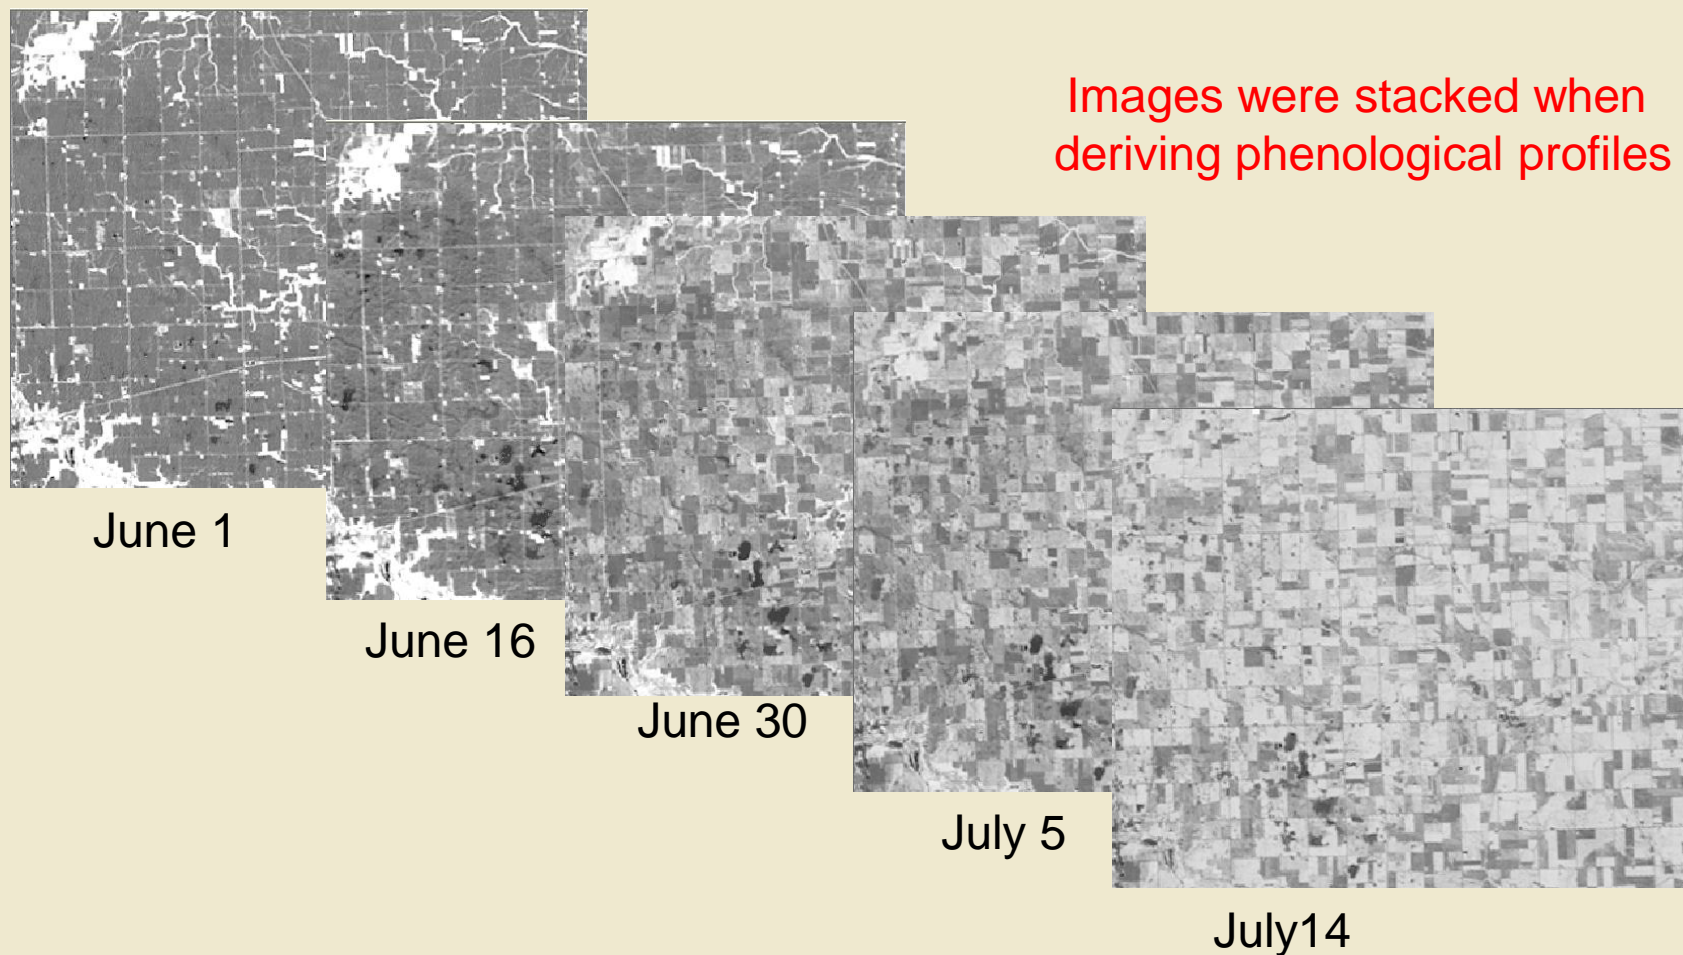 Images were stacked when
deriving phenological profiles
June 1
June 16
June 30
July 5
July14